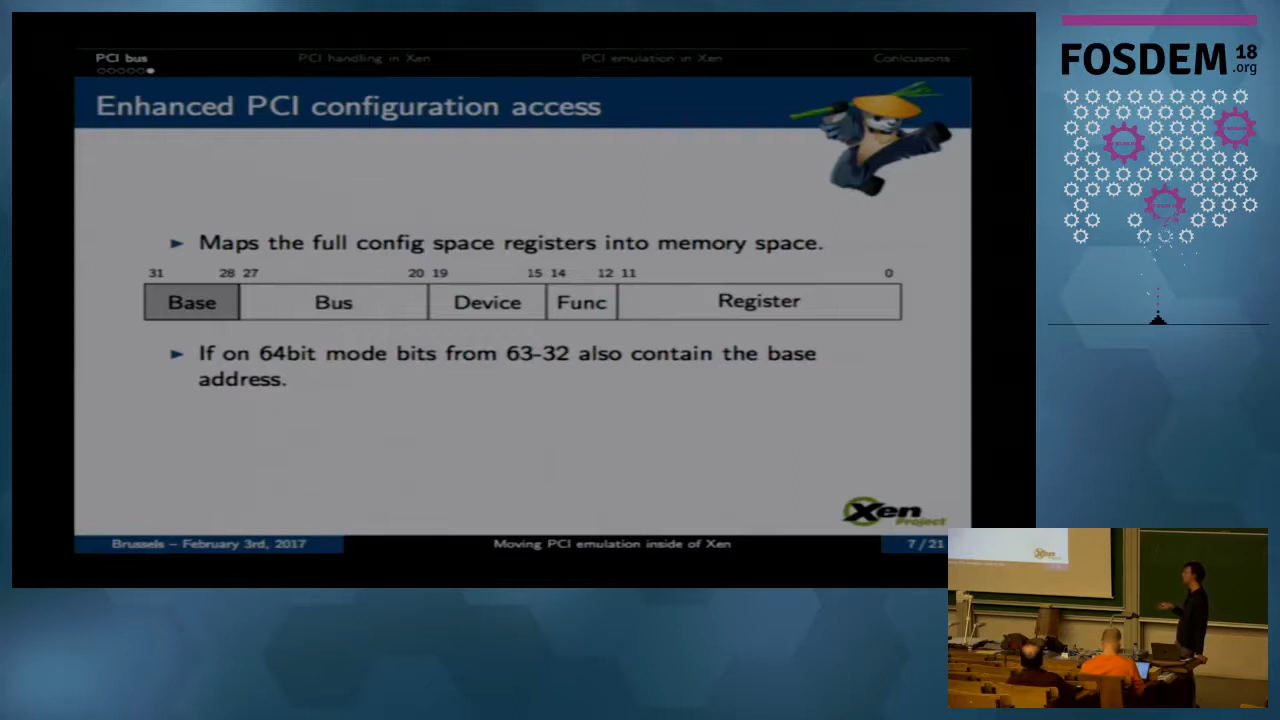 PCI bus
PCI handling in Xen
PCI emulation in Xen
Conlcussions
Enhanced PCI configuration access
Maps the full config space registers into memory space.
31 28 27 20 19 15 14 12 11 0
Base Bus Device Func Register
If on 64bit mode bits from 63-32 also contain the base
address.
Xen
Project
Brussels – February 3rd, 2017
Moving PCI emulation inside of Xen
7 / 21
FOSDEM 18
.org